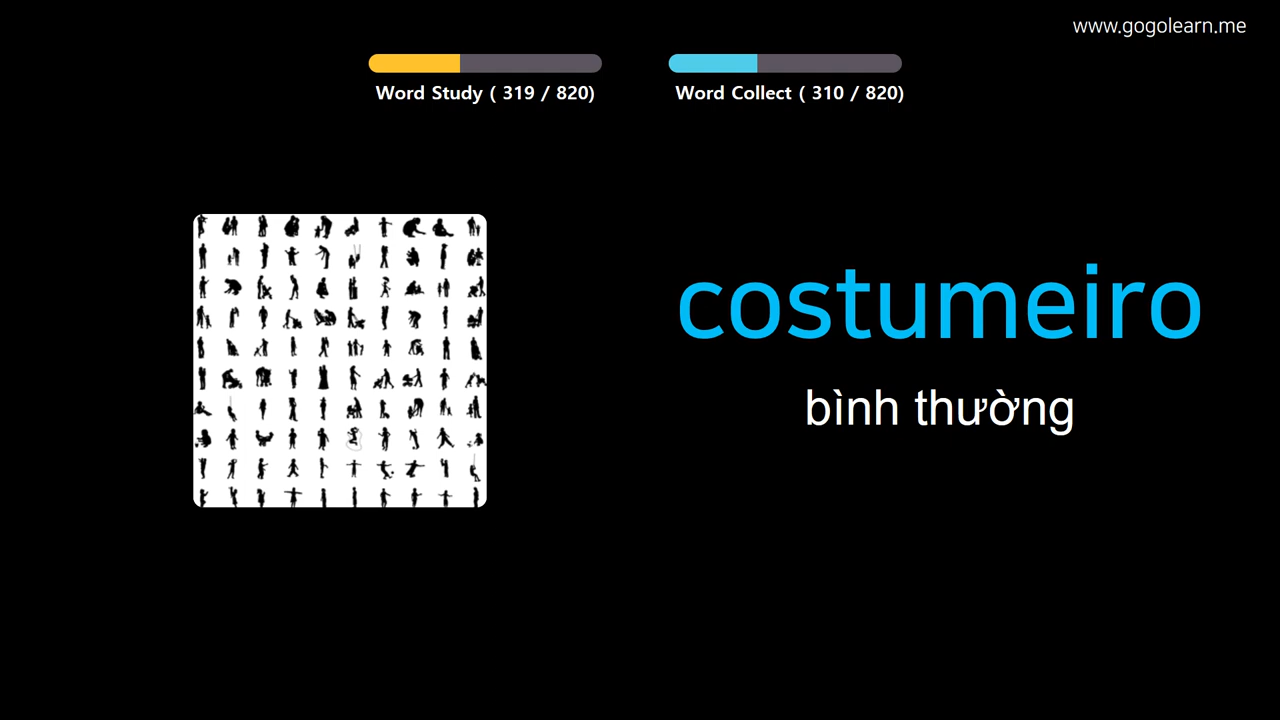 www.gogolearn.me
Word Study ( 319 / 820)
Word Collect ( 310 / 820)
costumeiro
bình thường